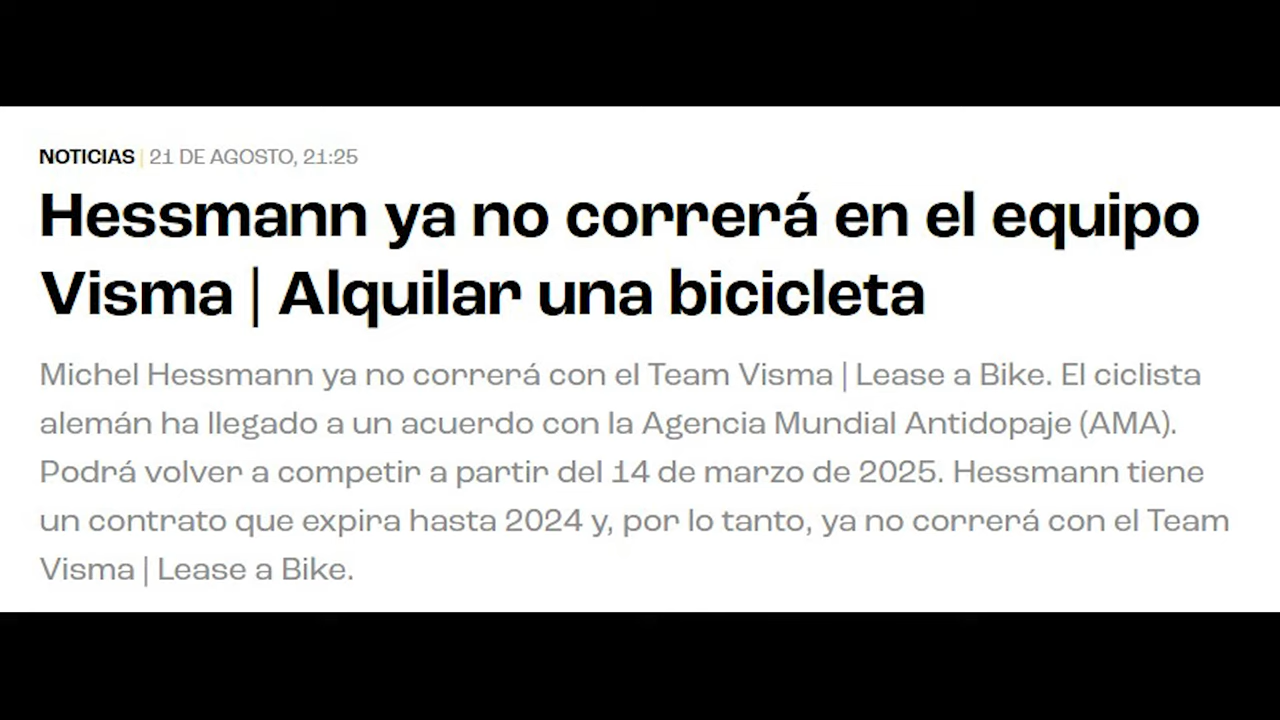 NOTICIAS | 21 DE AGOSTO, 21:25
Hessmann ya no correrá en el equipo
Visma | Alquilar una bicicleta
Michel Hessmann ya no correrá con el Team Visma | Lease a Bike. El ciclista
alemán ha llegado a un acuerdo con la Agencia Mundial Antidopaje (AMA).
Podrá volver a competir a partir del 14 de marzo de 2025. Hessmann tiene
un contrato que expira hasta 2024 y, por lo tanto, ya no correrá con el Team
Visma | Lease a Bike.